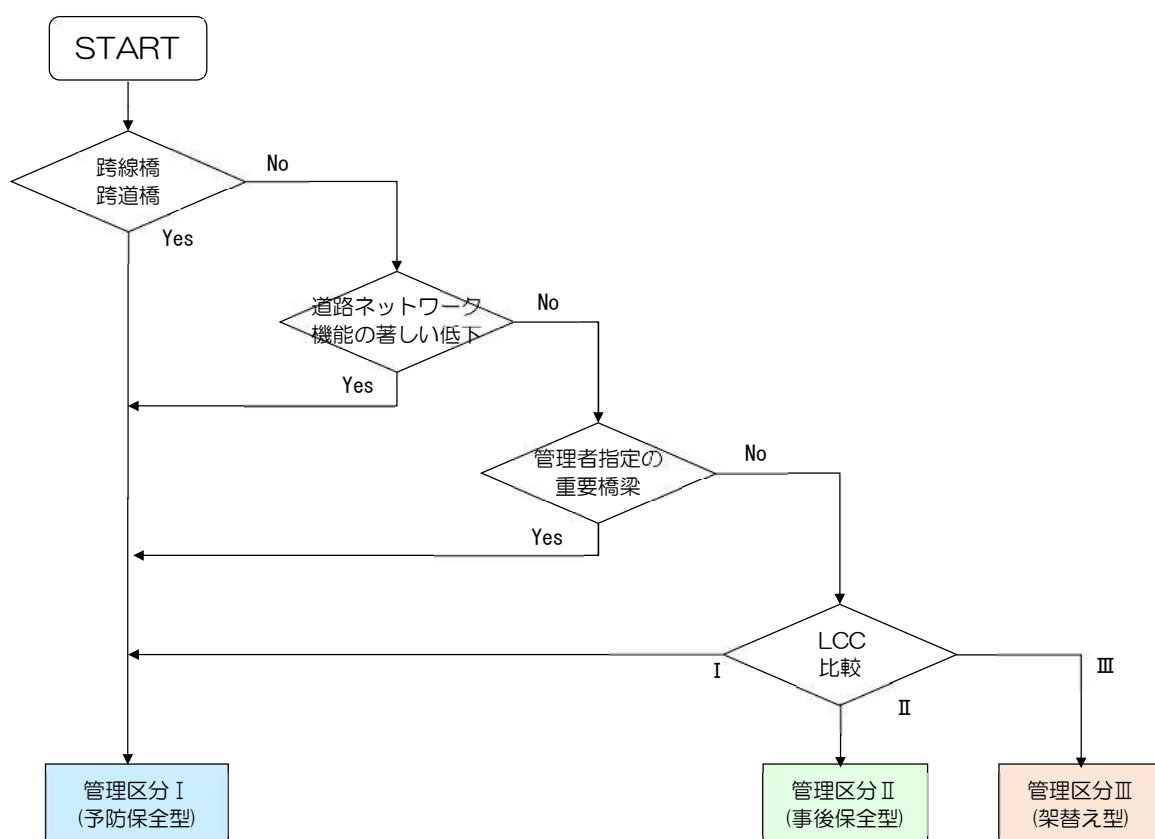 START
跨線橋
跨道橋
No
Yes
道路ネットワーク
機能の著しい低下
No
Yes
管理者指定の
重要橋梁
No
Yes
LCC
比較
Ⅰ
Ⅱ
Ⅲ
管理区分Ⅰ
(予防保全型)
管理区分Ⅱ
(事後保全型)
管理区分Ⅲ
(架替え型)